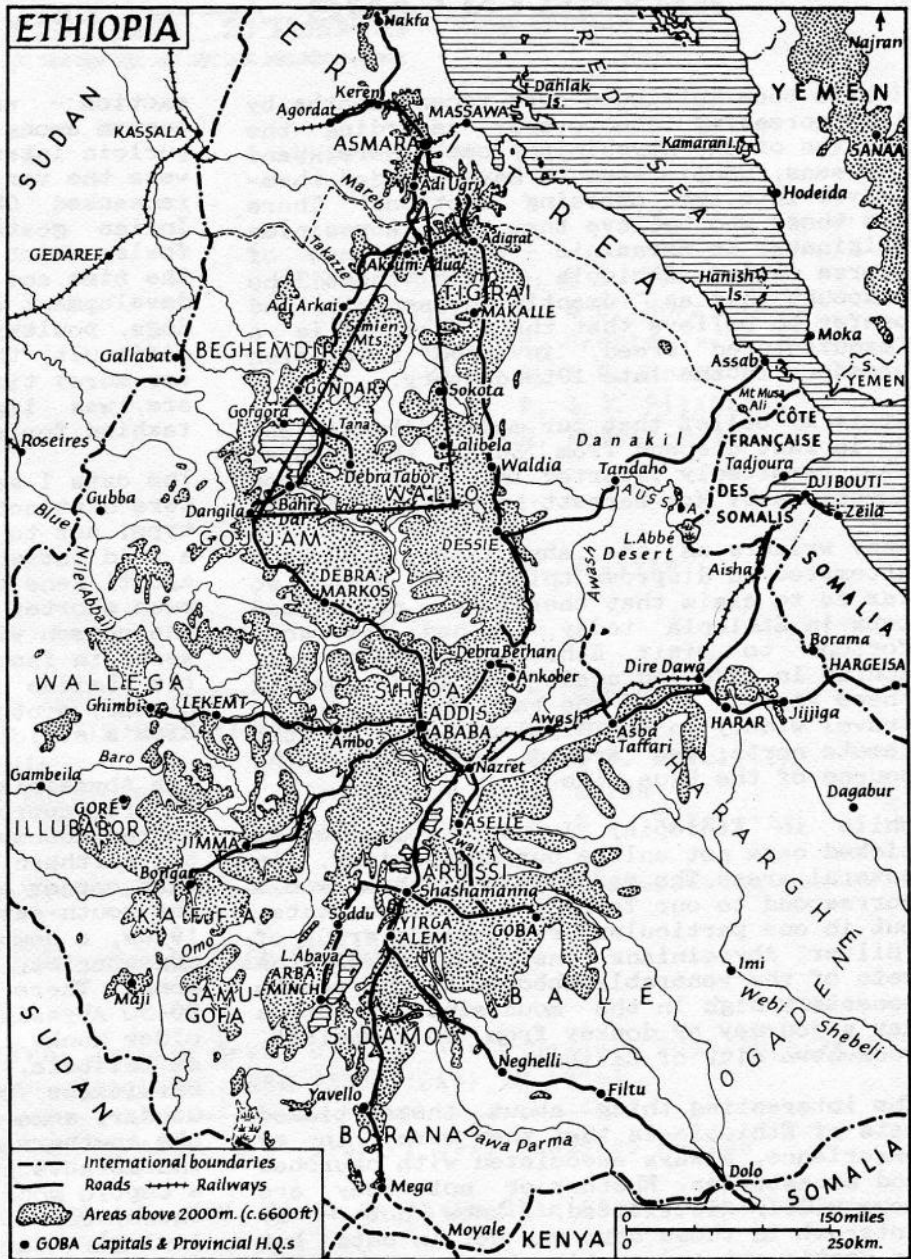 ETHIOPIA
Nakfa
Najran
RED SEA
ERITREA
Dahlak Is.
YEMEN
Keren
Agordat
MASSAWA
KASSALA
ASMARA
SANAA
Kamaran I.
SUDAN
Adi Ugri
Mareb
Hodeida
Takazze
Adigrat
Aksum
Adua
GEDAREF
Hanish Is.
TIGRAI
Adi Arkai
MAKALLE
Simien Mts.
Moka
BEGHEMDIR
Gallabat
Assab
S. YEMEN
GONDAR
Sokota
Mt Musa Ali
Gorgora
CÔTE
L.Tana
Danakil
FRANÇAISE
Roseires
Lalibela
Waldia
Tadjoura
Debra Tabor
Tandaho
DJIBOUTI
Gubba
WALLO
AUSSA
DES
Dangila
Bahr Dar
SOMALIS
Zeila
Blue Nile (Abbai)
GOJJAM
DESSIE
L.Abbé
Desert
Awash
Aisha
DEBRA MARKOS
SOMALIA
Debra Berhan
Borama
WALLEGA
SHOA
Ankober
Dire Dawa
HARGEISA
Ghimbi
LEKEMT
ADDIS ABABA
Awash
HARAR
Jijjiga
Ambo
Asba Taffari
Baro
Nazret
Gambeila
Dagabur
GORE
ASELLE
HARARGHE
ILLUBABOR
JIMMA
Awash
ARUSSI
Bonga
Shashamanna
KAFFA
Soddu
GOBA
YIRGA ALEM
Omo
L.Abaya
Imi
ARBA MINCH
Maji
GAMU-GOFA
BALE
Webi Shebeli
SUDAN
SIDAMO
OGADEN
Neghelli
Filtu
Yavello
BORANA
Dawa Parma
Dolo
SOMALIA
Mega
Moyale
KENYA
International boundaries
Roads
Railways
Areas above 2000m. (c.6600ft)
GOBA Capitals & Provincial H.Q.s
0 150miles
0 250km.